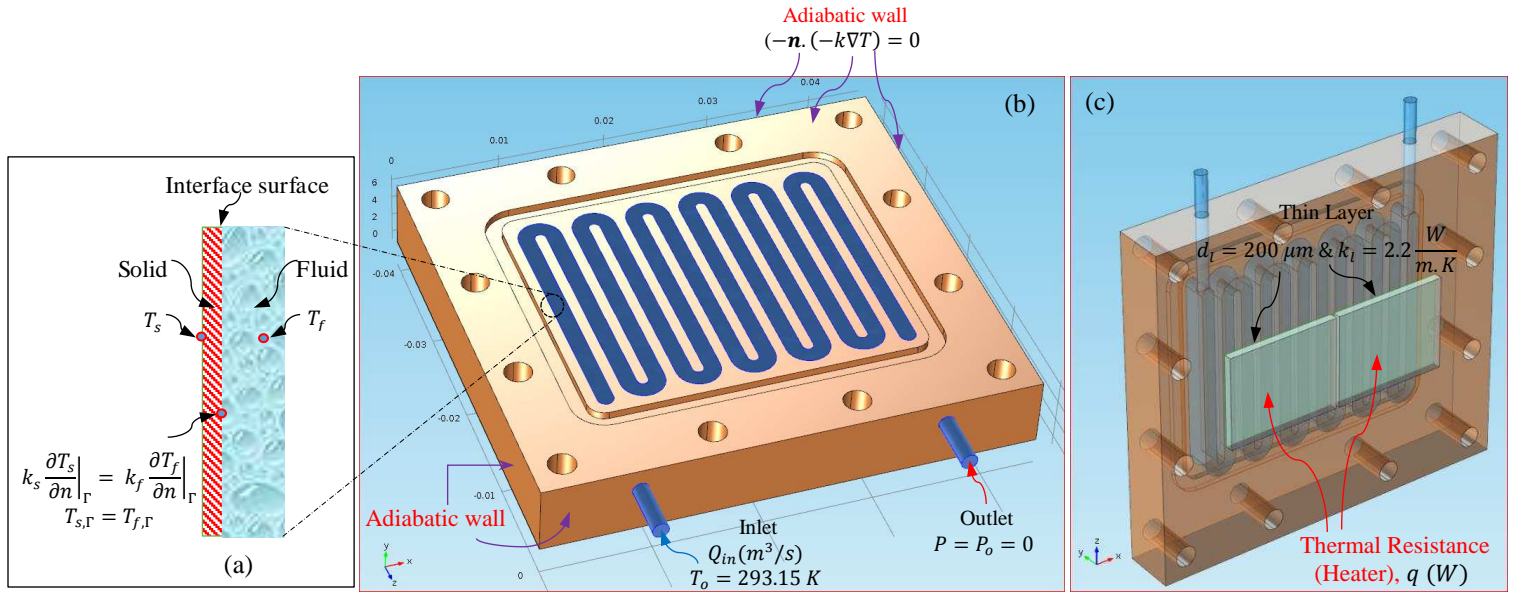 Adiabatic wall
(−n. (−k∇T) = 0
(b)
0.04
0.03
0.02
0.01
0
6
4
2
0
-0.04
-0.03
-0.02
-0.01
0
Adiabatic wall
Inlet
Q_in(m³/s)
T_o = 293.15 K
Outlet
P = P_o = 0
y
x
z
Interface surface
Solid
Fluid
T_s
T_f
k_s ∂T_s/∂n|_Γ = k_f ∂T_f/∂n|_Γ
T_s,Γ = T_f,Γ
(a)
(c)
Thin Layer
d_l = 200 μm & k_l = 2.2 W/m.K
Thermal Resistance
(Heater), q (W)
z
y
x